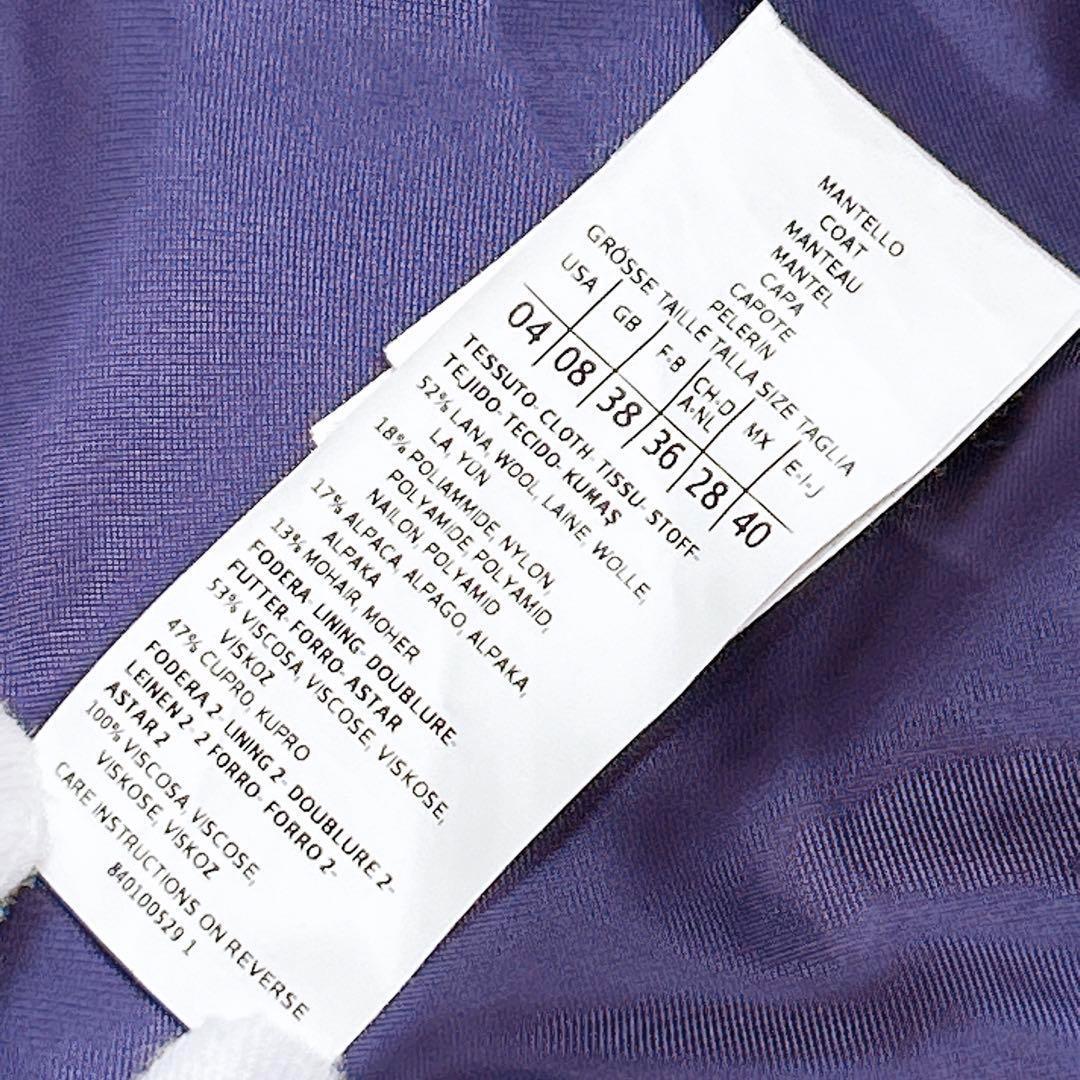 MANTELLO
COAT
MANTEAU
MANTEL
CAPA
CAPOTE
PELERIN
GRÖSSE TAILLE TALLA SIZE TAGLIA
USA GB F·B CH·D A·NL MX E·I·J
04 08 38 36 28 40
TESSUTO- CLOTH- TISSU- STOFF-
TEJIDO- TECIDO- KUMAŞ
52% LANA, WOOL, LAINE, WOLLE,
LA, YÜN
18% POLIAMMIDE, NYLON,
POLYAMIDE, POLYAMID,
NAILON, POLYAMID
17% ALPACA, ALPAGO, ALPAKA,
ALPAKA
13% MOHAIR, MOHER
FODERA- LINING- DOUBLURE-
FUTTER- FORRO- ASTAR
53% VISCOSA, VISCOSE, VISKOSE,
VISKOZ
47% CUPRO, KUPRO
FODERA 2- LINING 2- DOUBLURE 2-
LEINEN 2- 2 FORRO- FORRO 2-
ASTAR 2
100% VISCOSA, VISCOSE,
VISKOSE, VISKOZ
CARE INSTRUCTIONS ON REVERSE
840100529 1